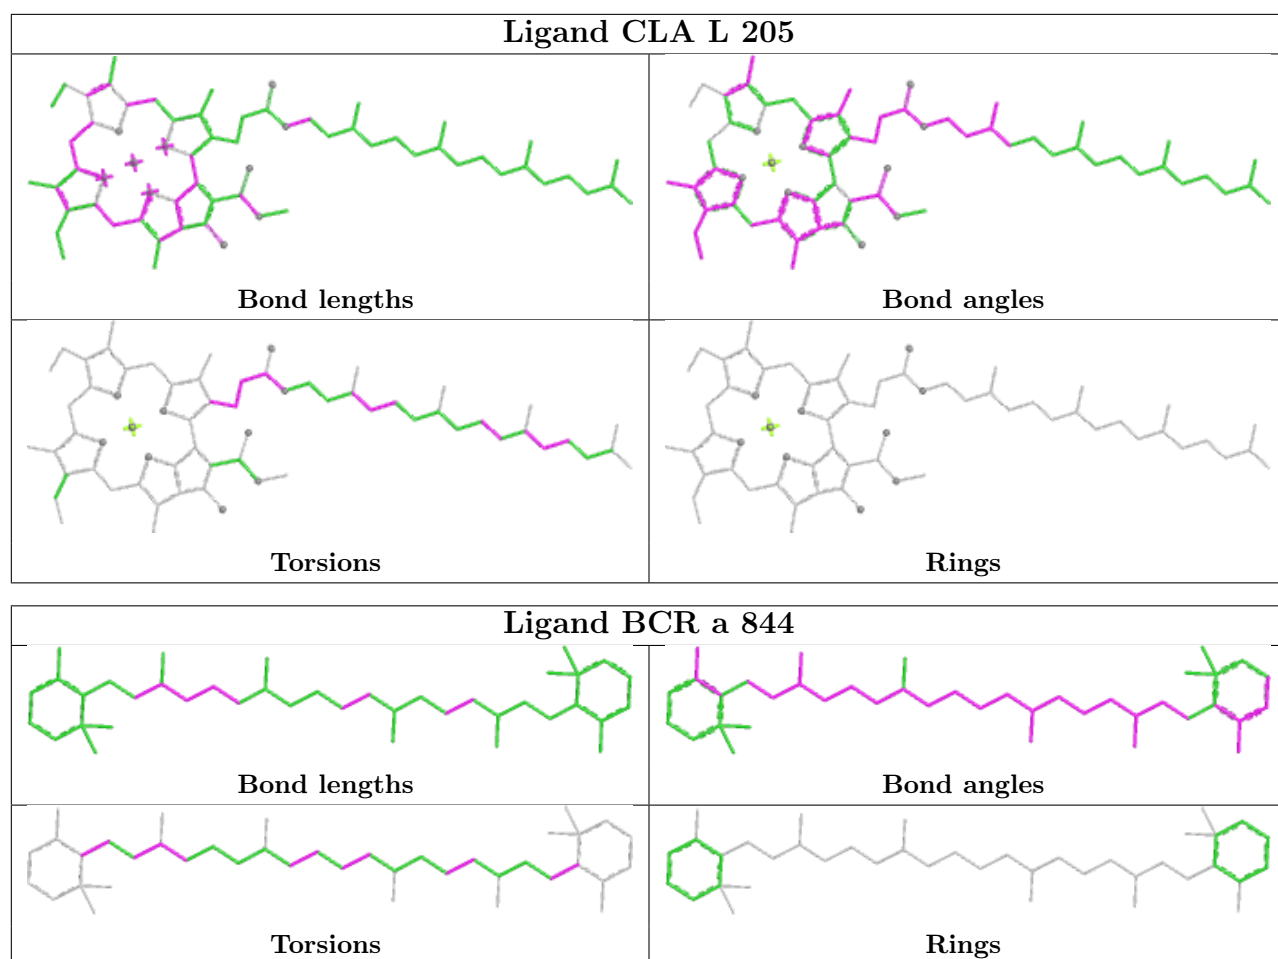 Ligand CLA L 205
Bond lengths
Bond angles
Torsions
Rings
Ligand BCR a 844
Bond lengths
Bond angles
Torsions
Rings